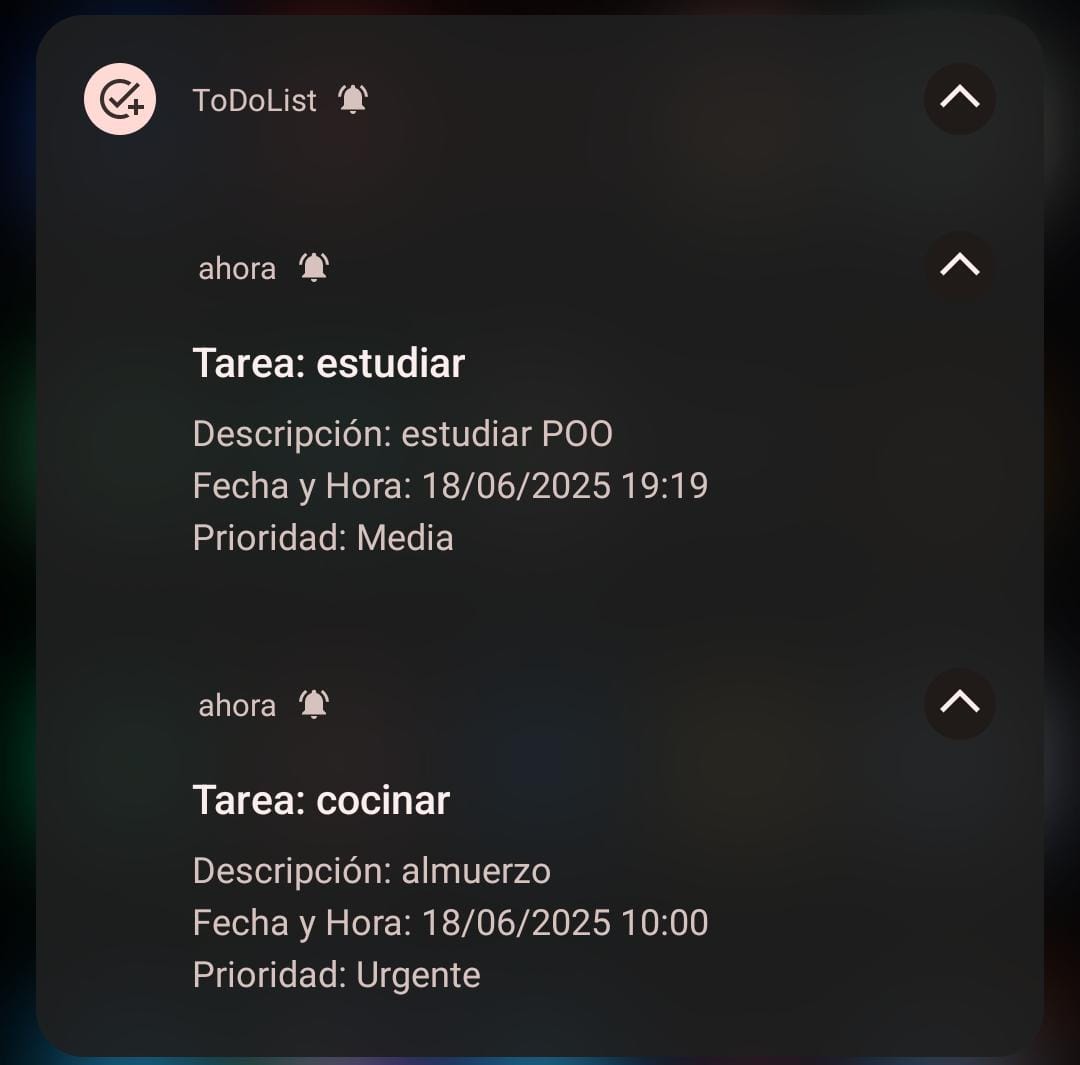 ToDoList
ahora
Tarea: estudiar
Descripción: estudiar POO
Fecha y Hora: 18/06/2025 19:19
Prioridad: Media
ahora
Tarea: cocinar
Descripción: almuerzo
Fecha y Hora: 18/06/2025 10:00
Prioridad: Urgente